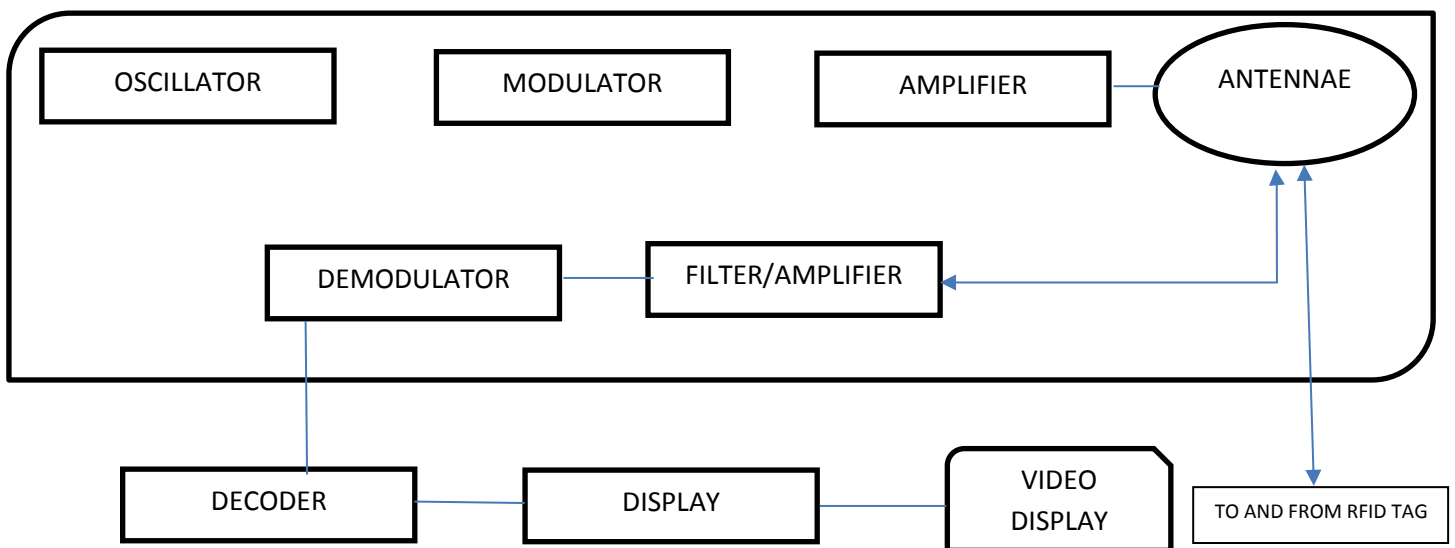 OSCILLATOR
MODULATOR
AMPLIFIER
ANTENNAE
DEMODULATOR
FILTER/AMPLIFIER
DECODER
DISPLAY
VIDEO
DISPLAY
TO AND FROM RFID TAG